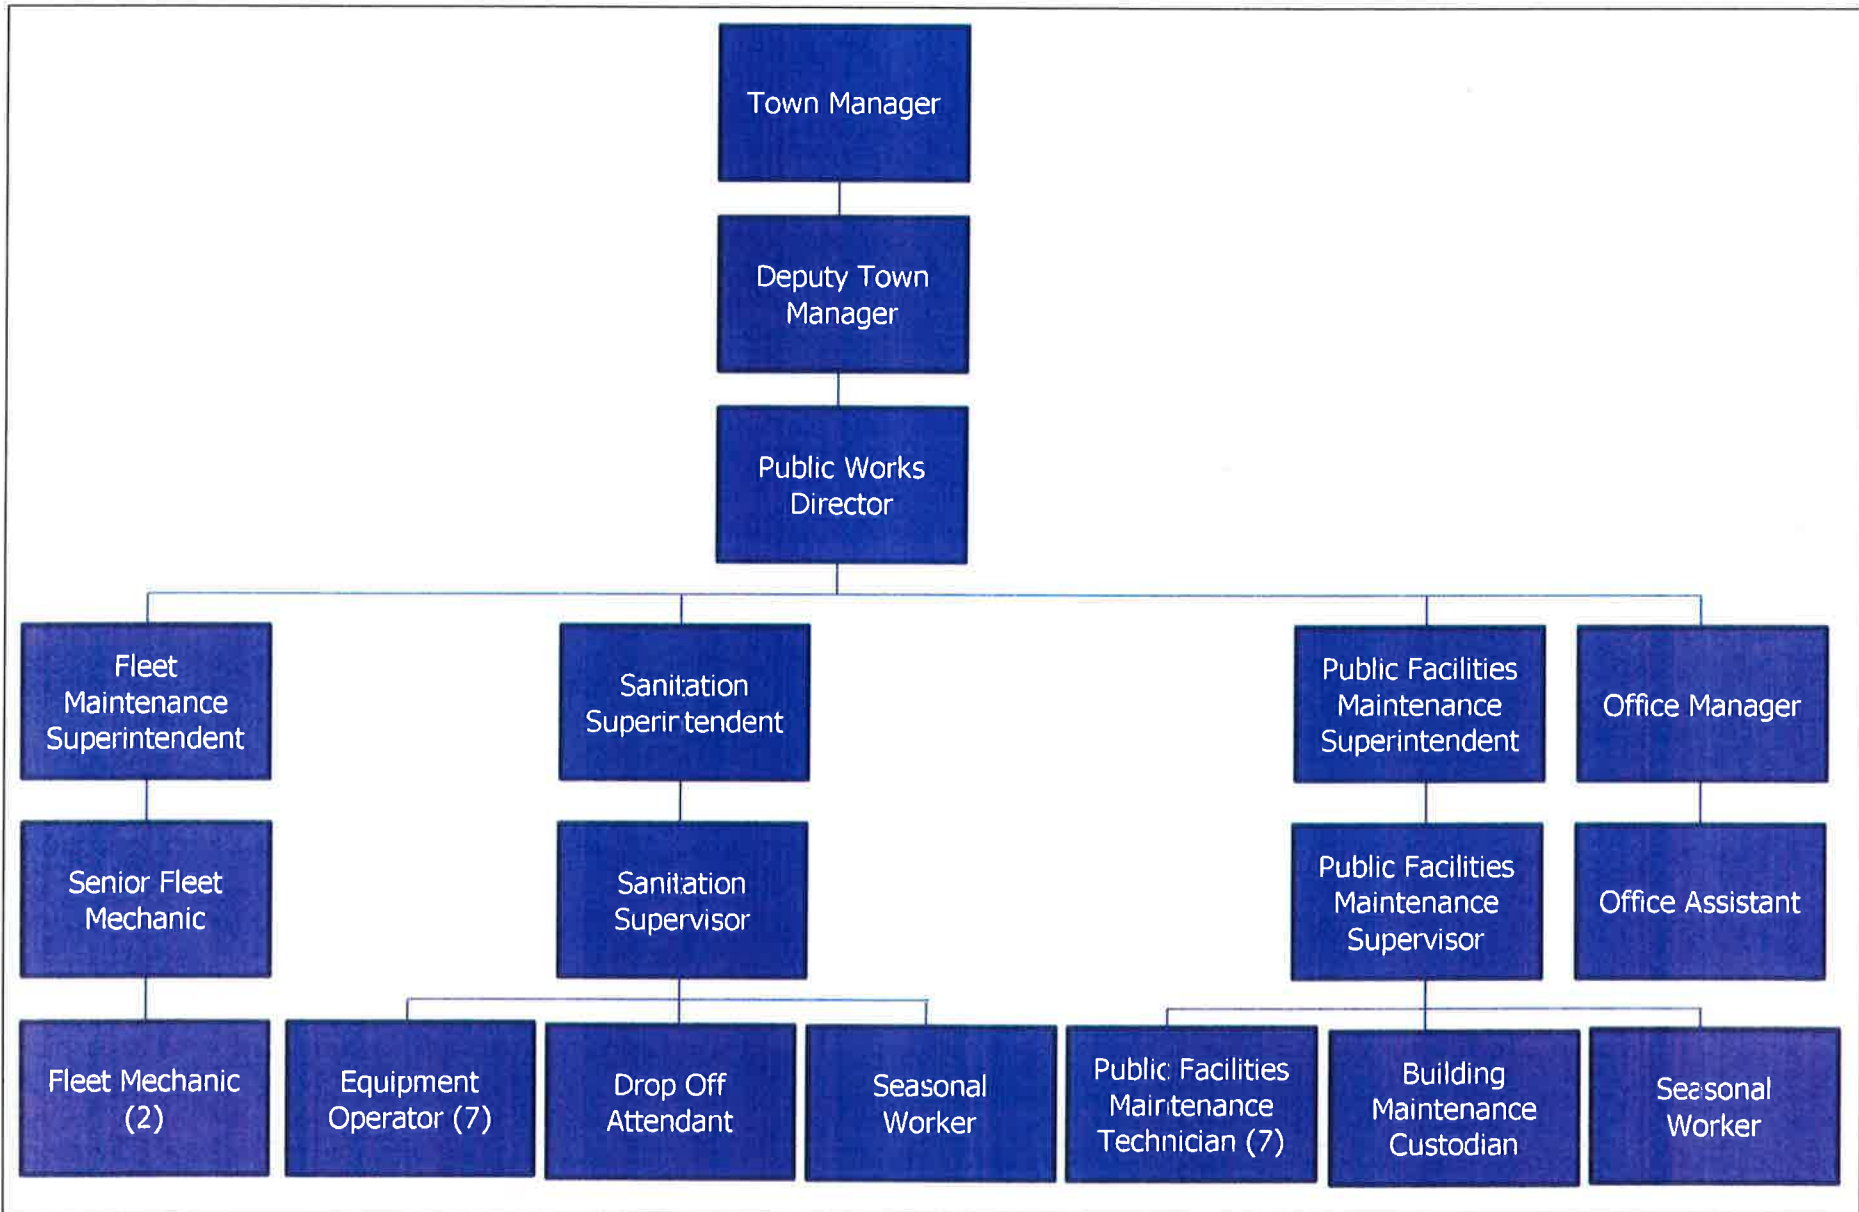 Town Manager
Deputy Town
Manager
Public Works
Director
Fleet
Maintenance
Superintendent
Sanitation
Superintendent
Public Facilities
Maintenance
Superintendent
Office Manager
Senior Fleet
Mechanic
Sanitation
Supervisor
Public Facilities
Maintenance
Supervisor
Office Assistant
Fleet Mechanic
(2)
Equipment
Operator (7)
Drop Off
Attendant
Seasonal
Worker
Public Facilities
Maintenance
Technician (7)
Building
Maintenance
Custodian
Seasonal
Worker